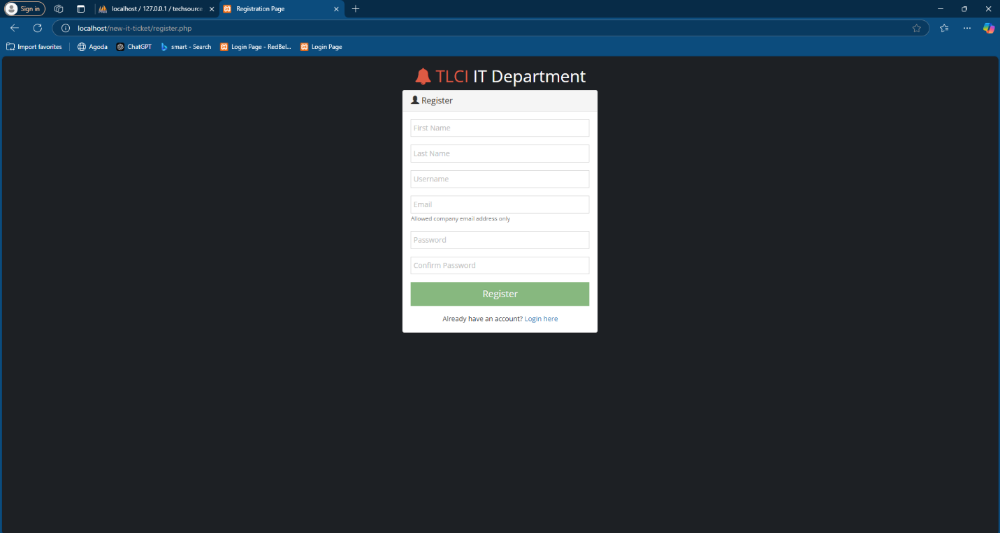 Sign in
localhost / 127.0.0.1 / techsource
Registration Page
localhost/new-it-ticket/register.php
Import favorites
Agoda
ChatGPT
smart - Search
Login Page - RedBel...
Login Page
TLCI IT Department
Register
First Name
Last Name
Username
Email
Allowed company email address only
Password
Confirm Password
Register
Already have an account? Login here